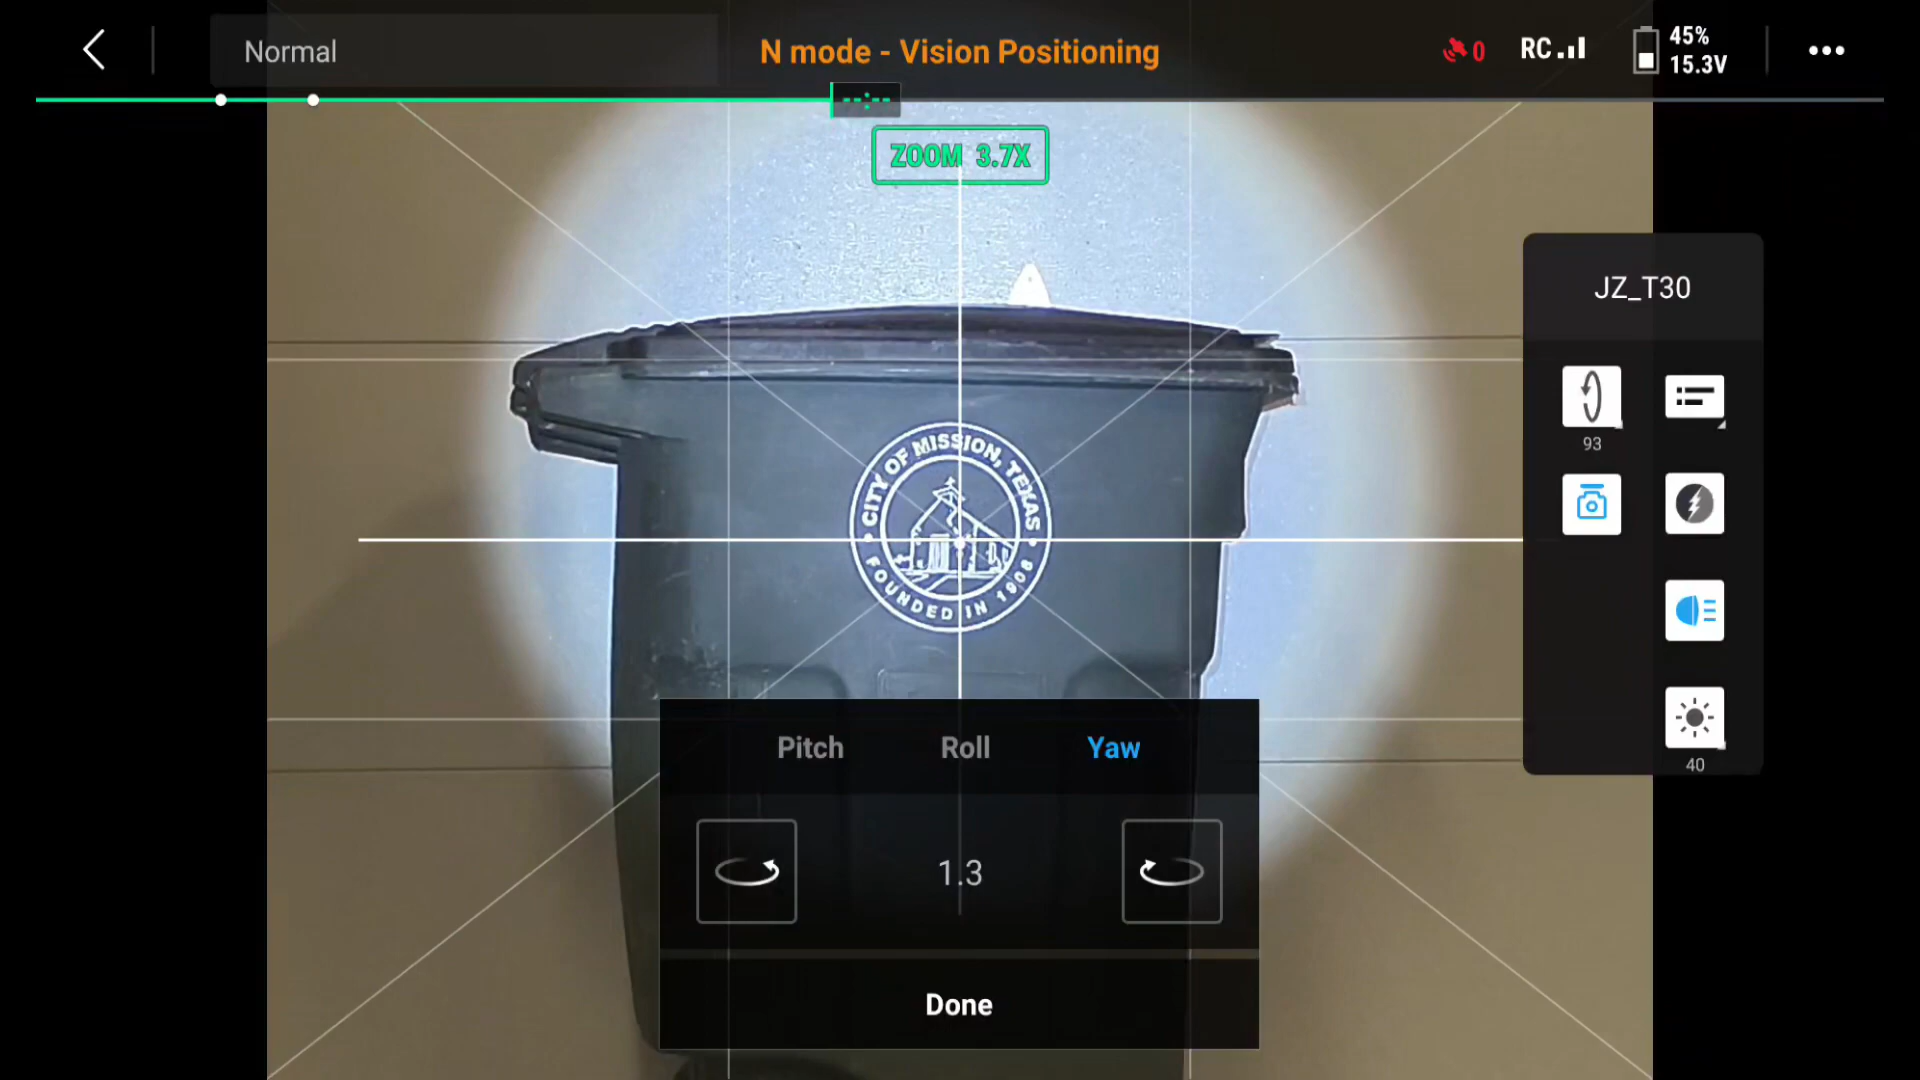 Normal
N mode - Vision Positioning
0
RC
45%
15.3V
--:--
ZOOM 3.7X
JZ_T30
93
40
CITY OF MISSION, TEXAS
FOUNDED IN 1908
Pitch Roll Yaw
1.3
Done